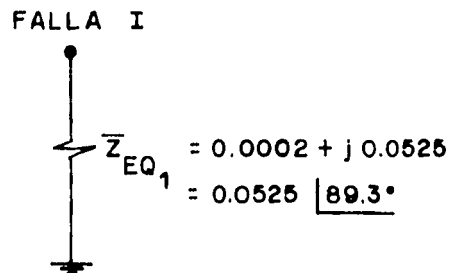 FALLA I
Z̅EQ1 = 0.0002 + j 0.0525
= 0.0525 |89.3°